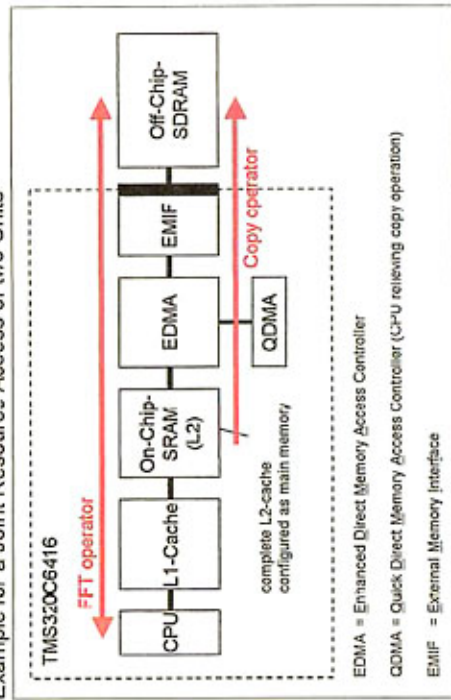 Example for a Joint Resource Access of two Units
TMS320C6416
FFT operator
CPU
L1-Cache
On-Chip-
SRAM
(L2)
EDMA
EMIF
Off-Chip-
SDRAM
QDMA
Copy operator
complete L2-cache
configured as main memory
EDMA = Enhanced Direct Memory Access Controller
QDMA = Quick Direct Memory Access Controller (CPU relieving copy operation)
EMIF = External Memory Interface